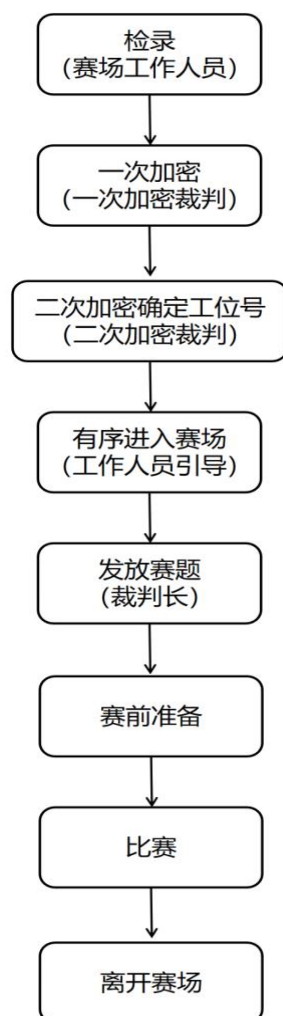 检录
（赛场工作人员）
一次加密
（一次加密裁判）
二次加密确定工位号
（二次加密裁判）
有序进入赛场
（工作人员引导）
发放赛题
（裁判长）
赛前准备
比赛
离开赛场